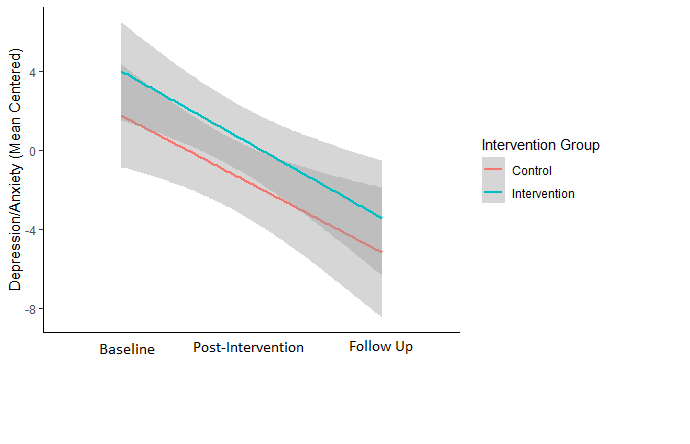 Depression/Anxiety (Mean Centered)
4
0
-4
-8
Baseline
Post-Intervention
Follow Up
Intervention Group
Control
Intervention